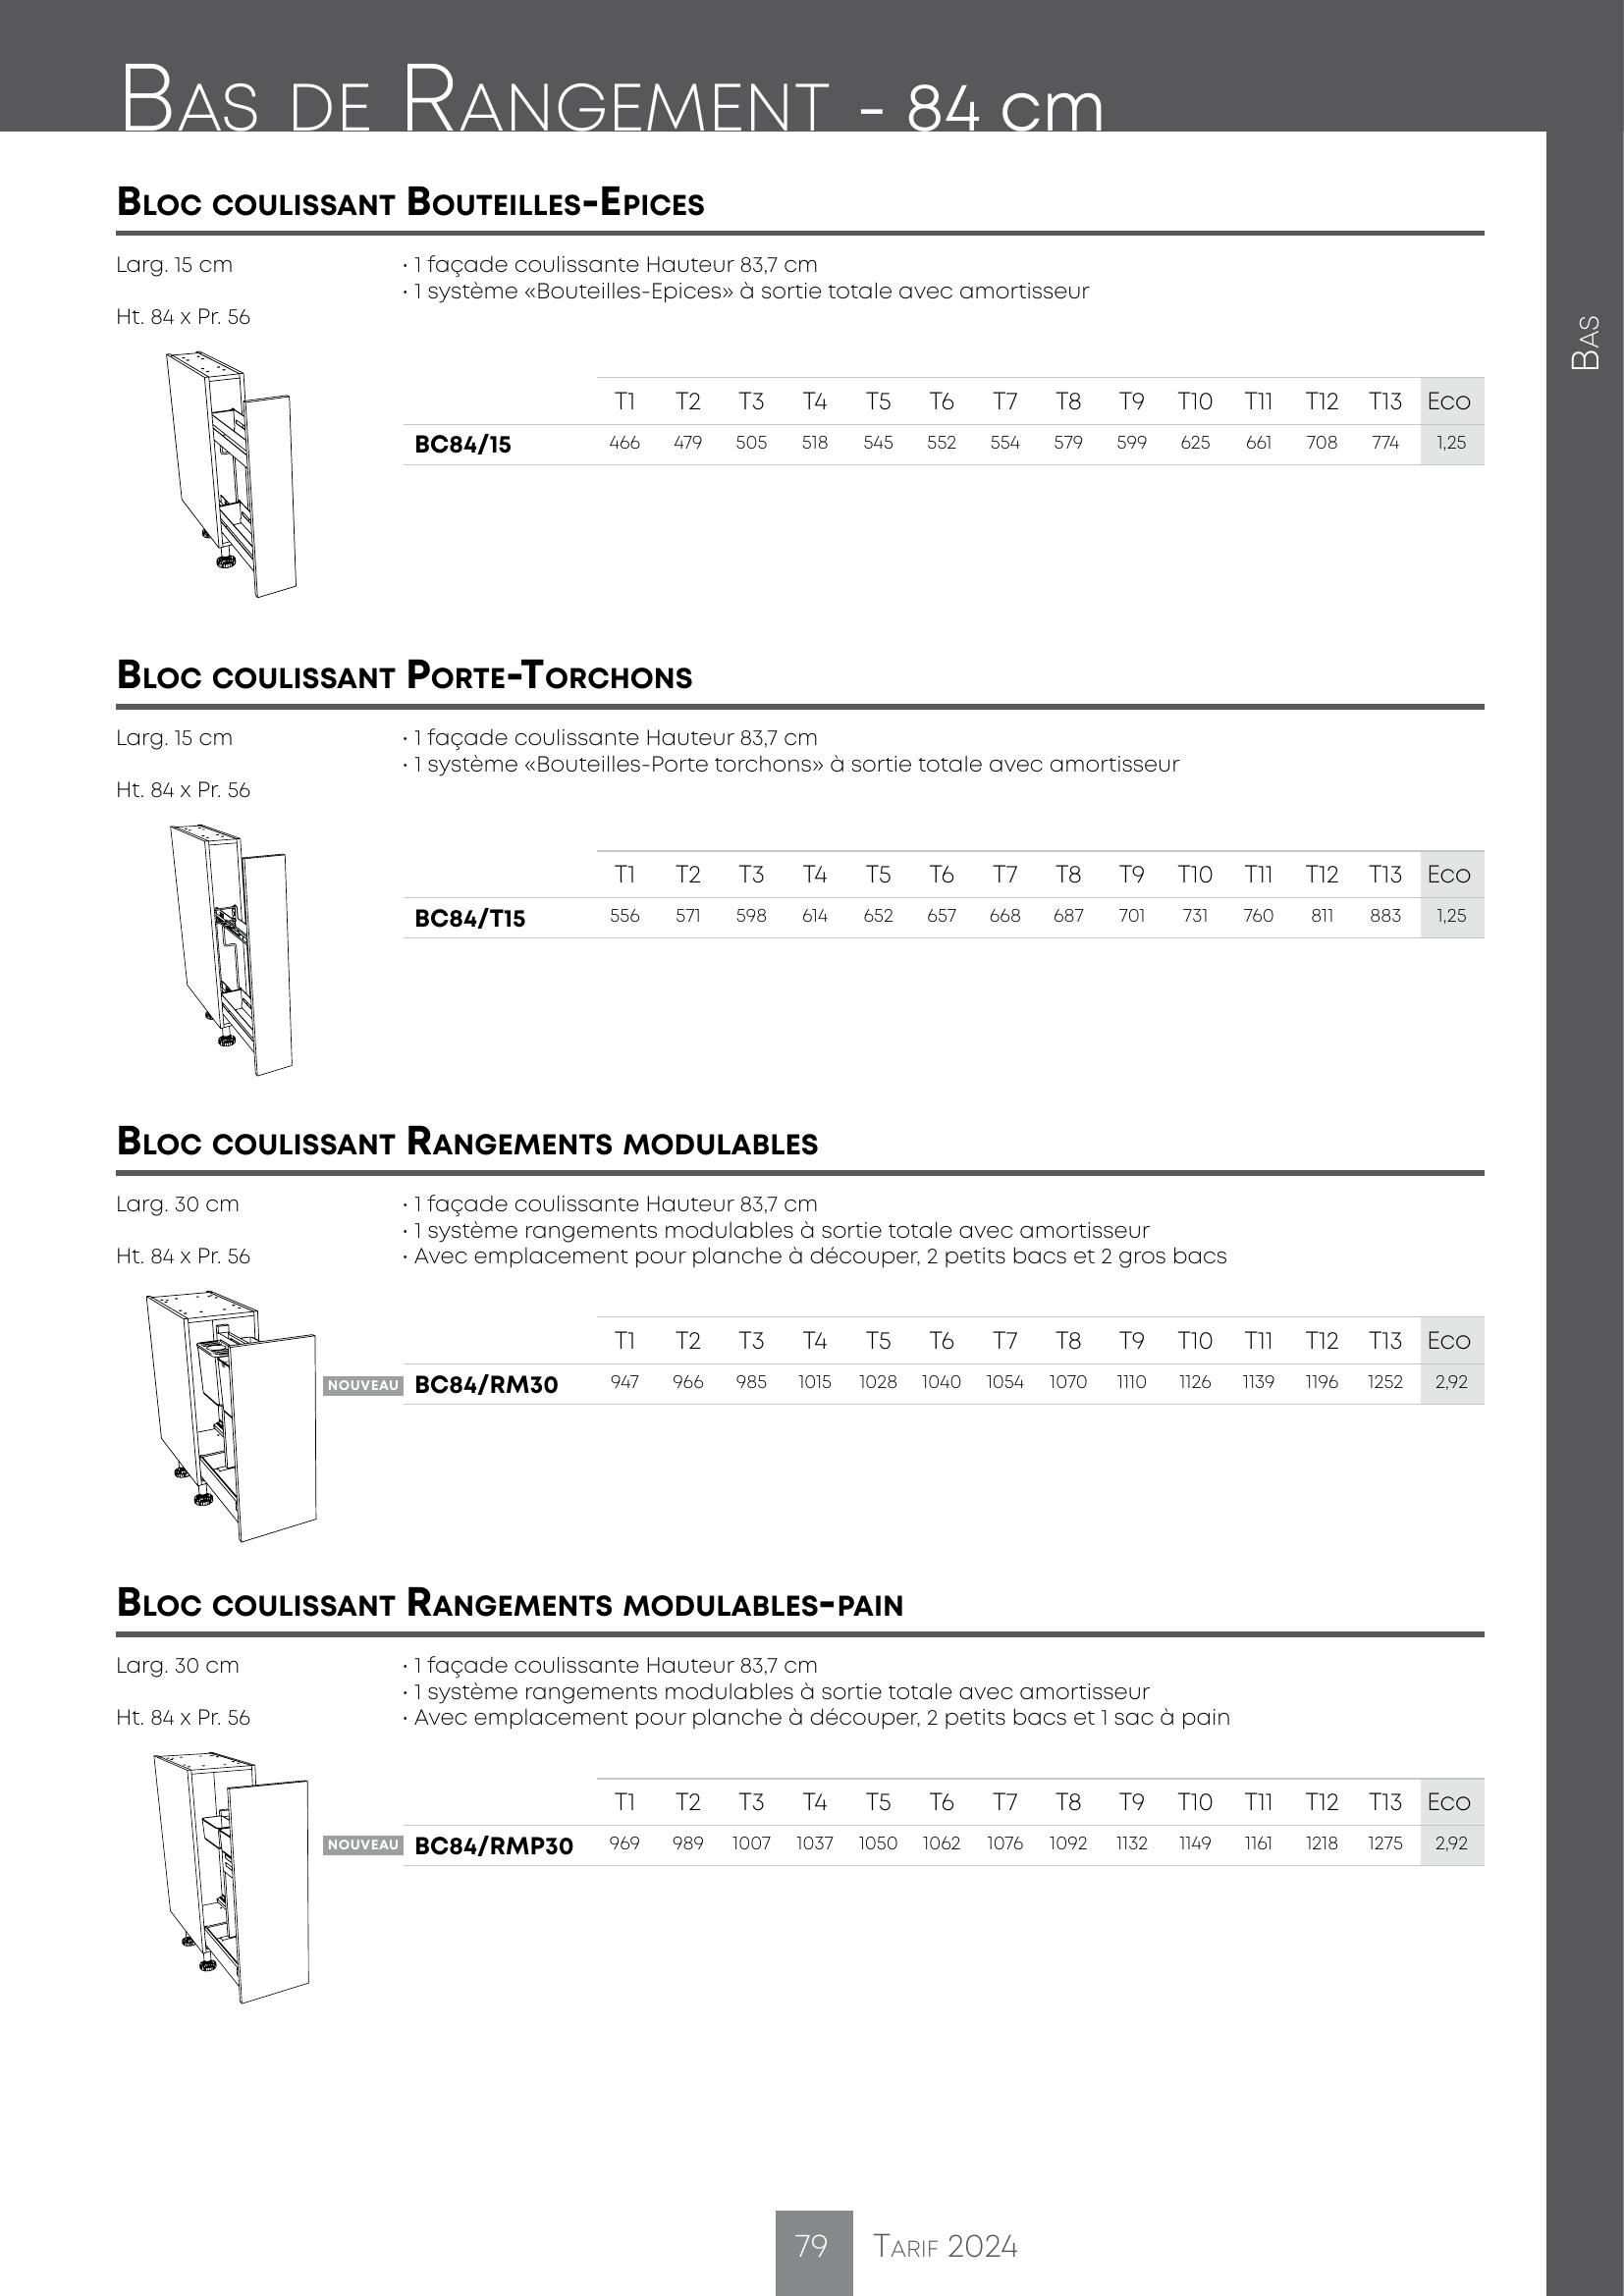 Bas de Rangement - 84 cm
Bas
Bloc coulissant Bouteilles-Epices
Larg. 15 cm
• 1 façade coulissante Hauteur 83,7 cm
• 1 système «Bouteilles-Epices» à sortie totale avec amortisseur
Ht. 84 x Pr. 56
T1 T2 T3 T4 T5 T6 T7 T8 T9 T10 T11 T12 T13 Eco
BC84/15 466 479 505 518 545 552 554 579 599 625 661 708 774 1,25
Bloc coulissant Porte-Torchons
Larg. 15 cm
• 1 façade coulissante Hauteur 83,7 cm
• 1 système «Bouteilles-Porte torchons» à sortie totale avec amortisseur
Ht. 84 x Pr. 56
T1 T2 T3 T4 T5 T6 T7 T8 T9 T10 T11 T12 T13 Eco
BC84/T15 556 571 598 614 652 657 668 687 701 731 760 811 883 1,25
Bloc coulissant Rangements modulables
Larg. 30 cm
• 1 façade coulissante Hauteur 83,7 cm
• 1 système rangements modulables à sortie totale avec amortisseur
Ht. 84 x Pr. 56
• Avec emplacement pour planche à découper, 2 petits bacs et 2 gros bacs
T1 T2 T3 T4 T5 T6 T7 T8 T9 T10 T11 T12 T13 Eco
NOUVEAU BC84/RM30 947 966 985 1015 1028 1040 1054 1070 1110 1126 1139 1196 1252 2,92
Bloc coulissant Rangements modulables-pain
Larg. 30 cm
• 1 façade coulissante Hauteur 83,7 cm
• 1 système rangements modulables à sortie totale avec amortisseur
Ht. 84 x Pr. 56
• Avec emplacement pour planche à découper, 2 petits bacs et 1 sac à pain
T1 T2 T3 T4 T5 T6 T7 T8 T9 T10 T11 T12 T13 Eco
NOUVEAU BC84/RMP30 969 989 1007 1037 1050 1062 1076 1092 1132 1149 1161 1218 1275 2,92
79 Tarif 2024